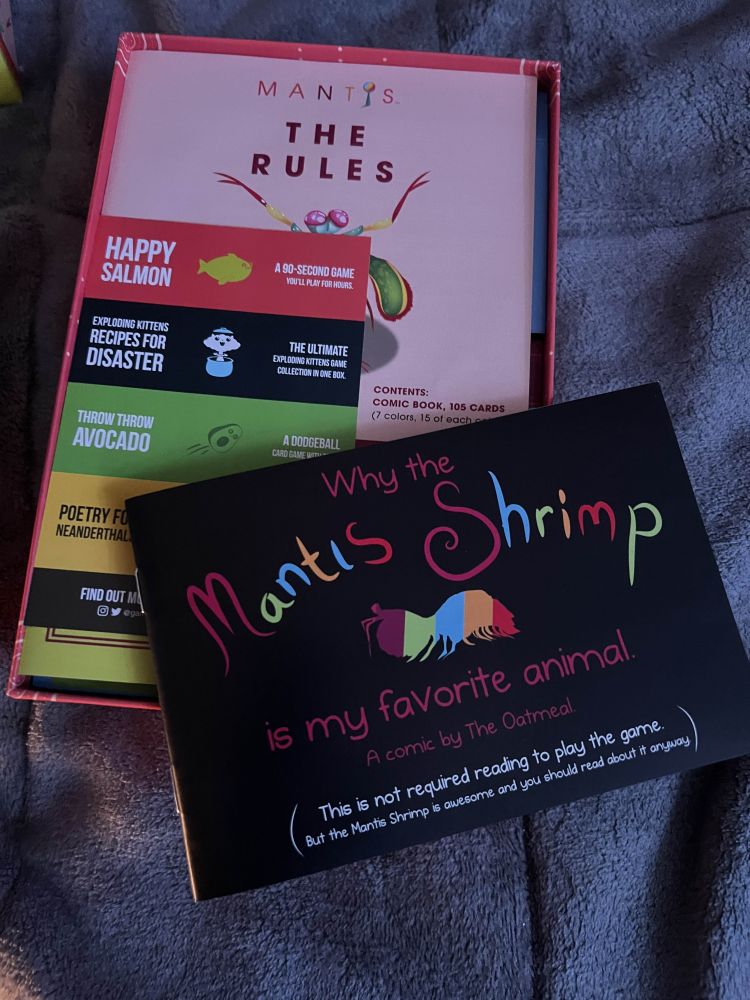 MANTIS
THE
RULES
HAPPY
SALMON
A 90-SECOND GAME
YOU'LL PLAY FOR HOURS.
EXPLODING KITTENS
RECIPES FOR
DISASTER
THE ULTIMATE
EXPLODING KITTENS GAME
COLLECTION IN ONE BOX.
THROW THROW
AVOCADO
A DODGEBALL
CARD GAME
POETRY
NEANDERTHAL
FIND OUT
CONTENTS:
COMIC BOOK, 105 CARDS
(7 colors, 15 of each
Why the
Mantis Shrimp
is my favorite animal.
A comic by The Oatmeal.
(This is not required reading to play the game.
But the Mantis Shrimp is awesome and you should read about it anyway)